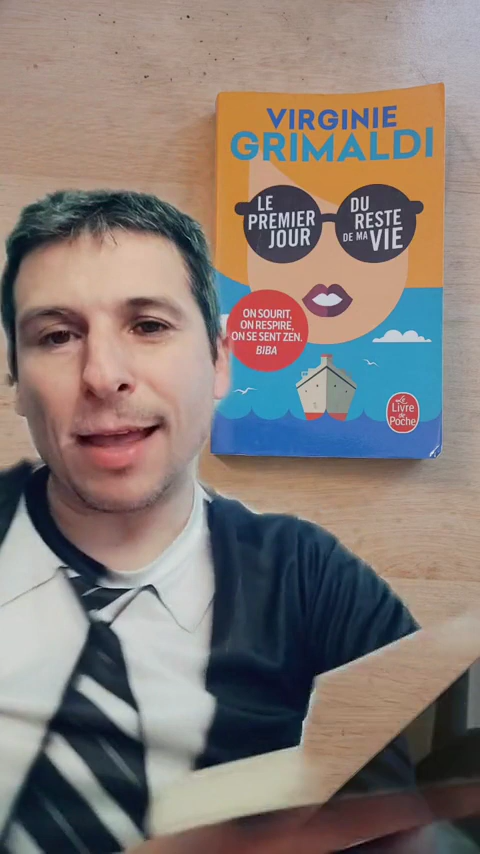 VIRGINIE
GRIMALDI
LE
PREMIER
JOUR
DU
RESTE
DE MA VIE
ON SOURIT,
ON RESPIRE,
ON SE SENT ZEN.
BIBA
Le
Livre
de
Poche